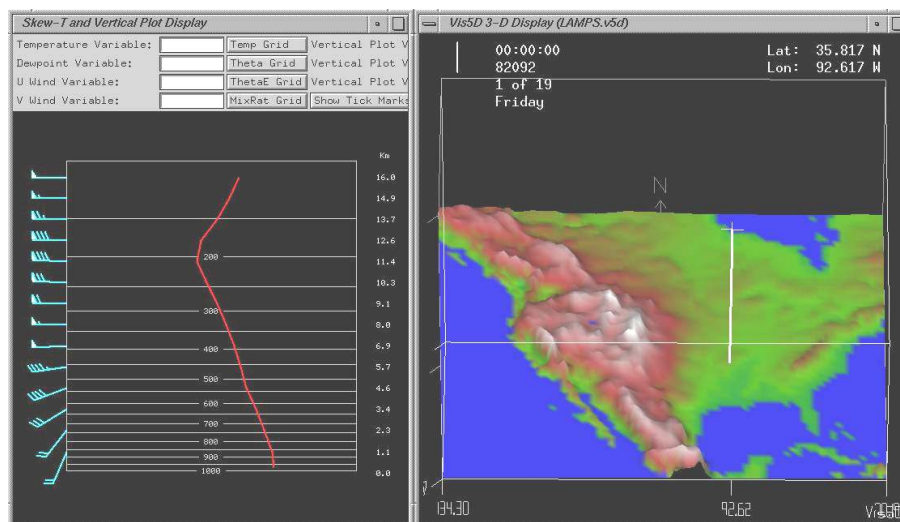 Skew-T and Vertical Plot Display
Temperature Variable:
Temp Grid
Vertical Plot V
Dewpoint Variable:
Theta Grid
Vertical Plot V
U Wind Variable:
ThetaE Grid
Vertical Plot V
V Wind Variable:
MixRat Grid
Show Tick Marks
Km
16.0
14.9
13.7
12.6
200
11.4
10.3
9.1
300
8.0
6.9
400
5.7
500
4.6
600
3.4
700
2.3
800
1.1
900
1000
0.0
Vis5D 3-D Display (LAMPS.v5d)
00:00:00
82092
1 of 19
Friday
Lat: 35.817 N
Lon: 92.617 W
N
134.30
92.62
Vis5D